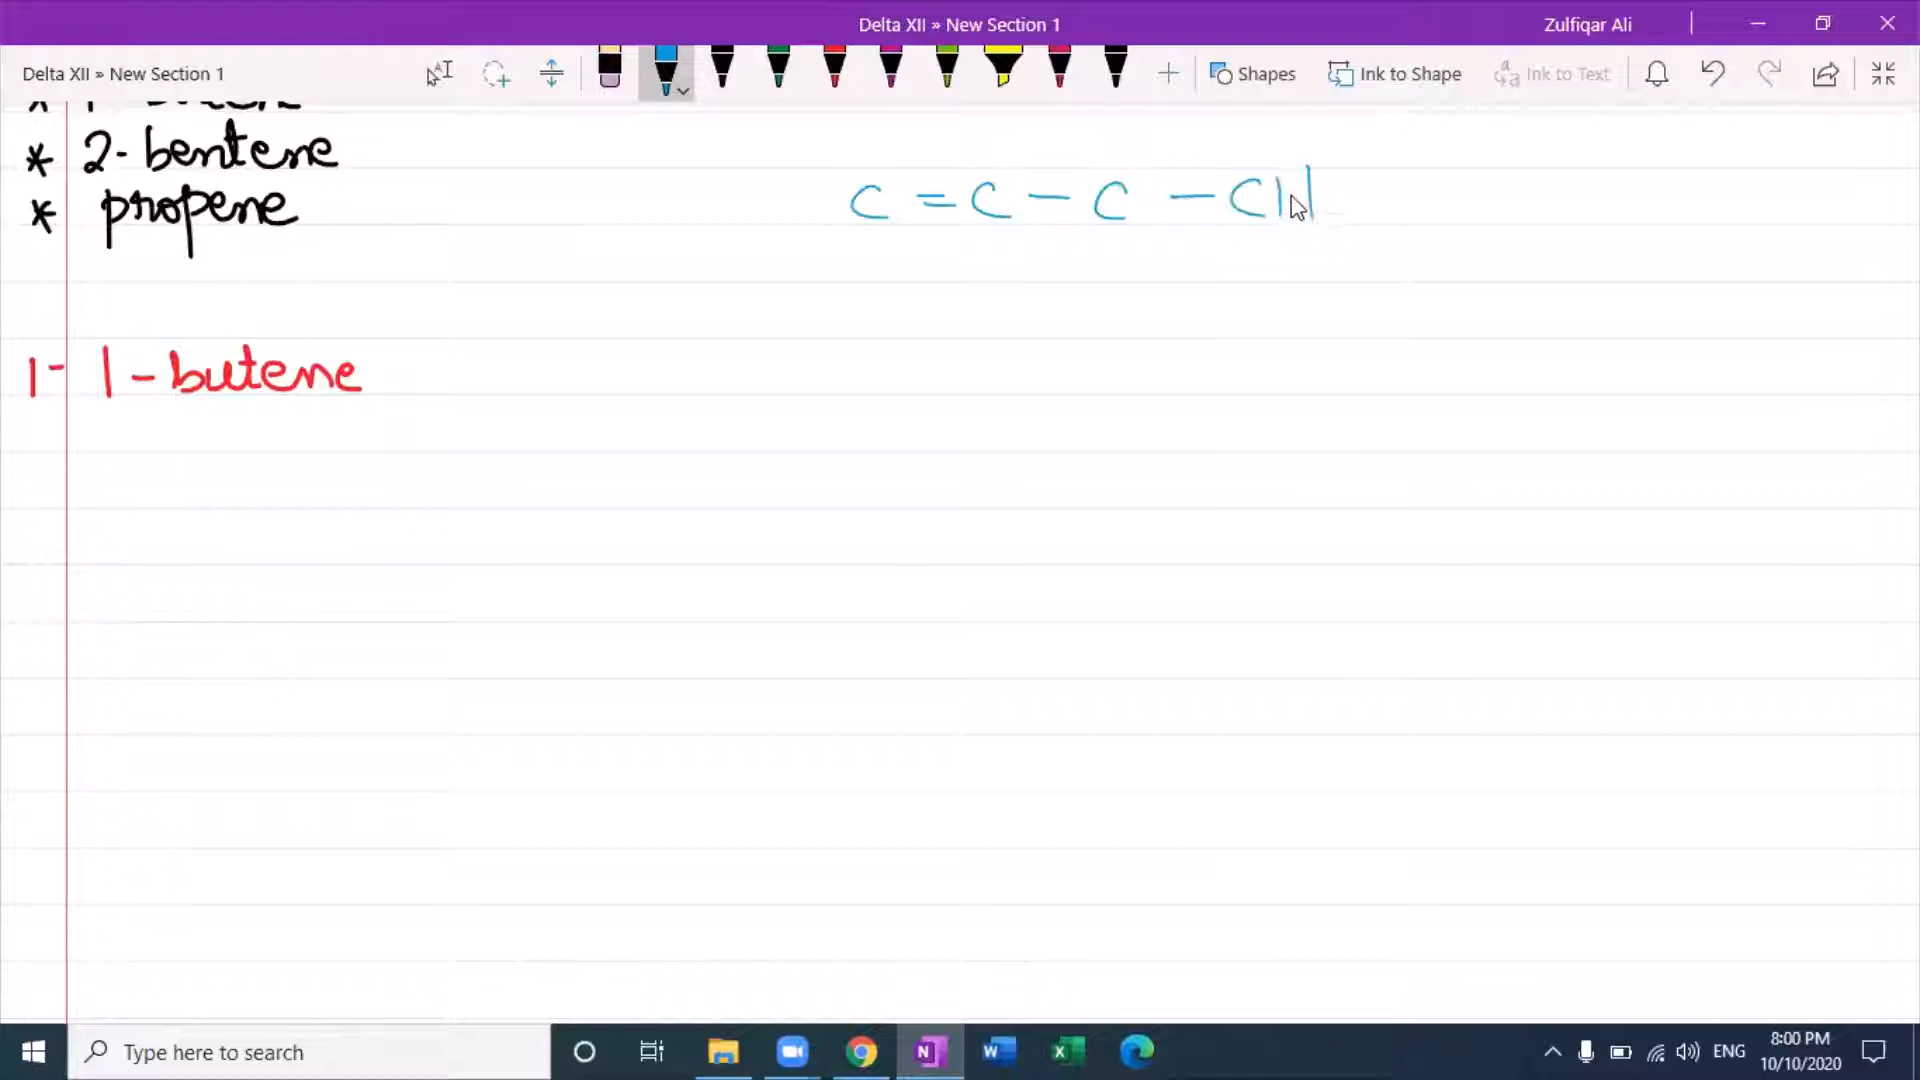 Delta XII » New Section 1
Zulfiqar Ali
Delta XII » New Section 1
Shapes
Ink to Shape
Ink to Text
* 2- bentene
* propene
C = C - C - CH
1- 1 - butene
Type here to search
ENG
8:00 PM
10/10/2020